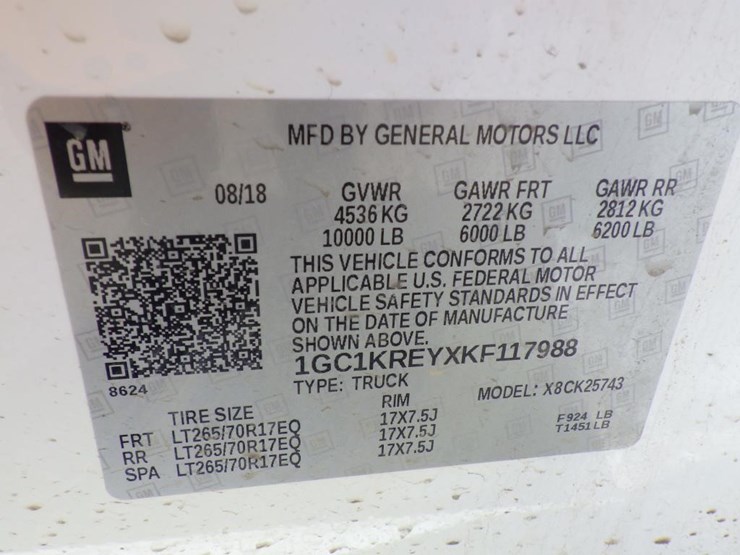 GM
MFD BY GENERAL MOTORS LLC
08/18 GVWR GAWR FRT GAWR RR
4536 KG 2722 KG 2812 KG
10000 LB 6000 LB 6200 LB
THIS VEHICLE CONFORMS TO ALL
APPLICABLE U.S. FEDERAL MOTOR
VEHICLE SAFETY STANDARDS IN EFFECT
ON THE DATE OF MANUFACTURE
SHOWN ABOVE.
1GC1KREYXKF117988
8624
TYPE: TRUCK MODEL: X8CK25743
TIRE SIZE RIM
FRT LT265/70R17EQ 17X7.5J F924 LB
RR LT265/70R17EQ 17X7.5J T1451 LB
SPA LT265/70R17EQ 17X7.5J